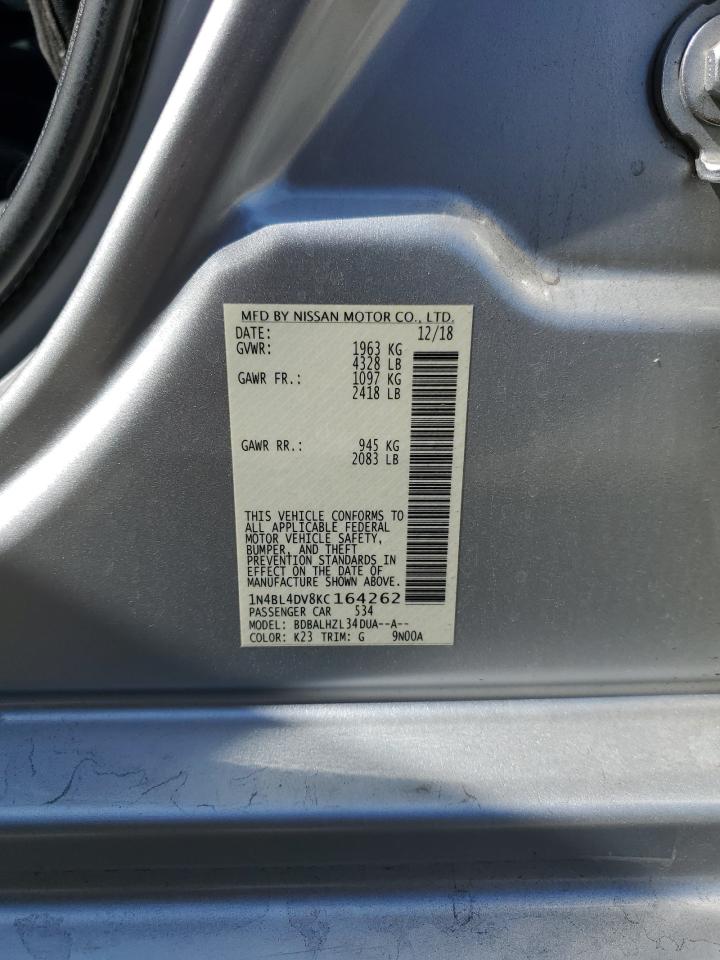 MFD BY NISSAN MOTOR CO., LTD.
DATE: 12/18
GVWR: 1963 KG
4328 LB
GAWR FR.: 1097 KG
2418 LB
GAWR RR.: 945 KG
2083 LB
THIS VEHICLE CONFORMS TO
ALL APPLICABLE FEDERAL
MOTOR VEHICLE SAFETY,
BUMPER, AND THEFT
PREVENTION STANDARDS IN
EFFECT ON THE DATE OF
MANUFACTURE SHOWN ABOVE.
1N4BL4DV8KC164262
PASSENGER CAR 534
MODEL: BDBALHZL34DUA--A--
COLOR: K23 TRIM: G 9N00A